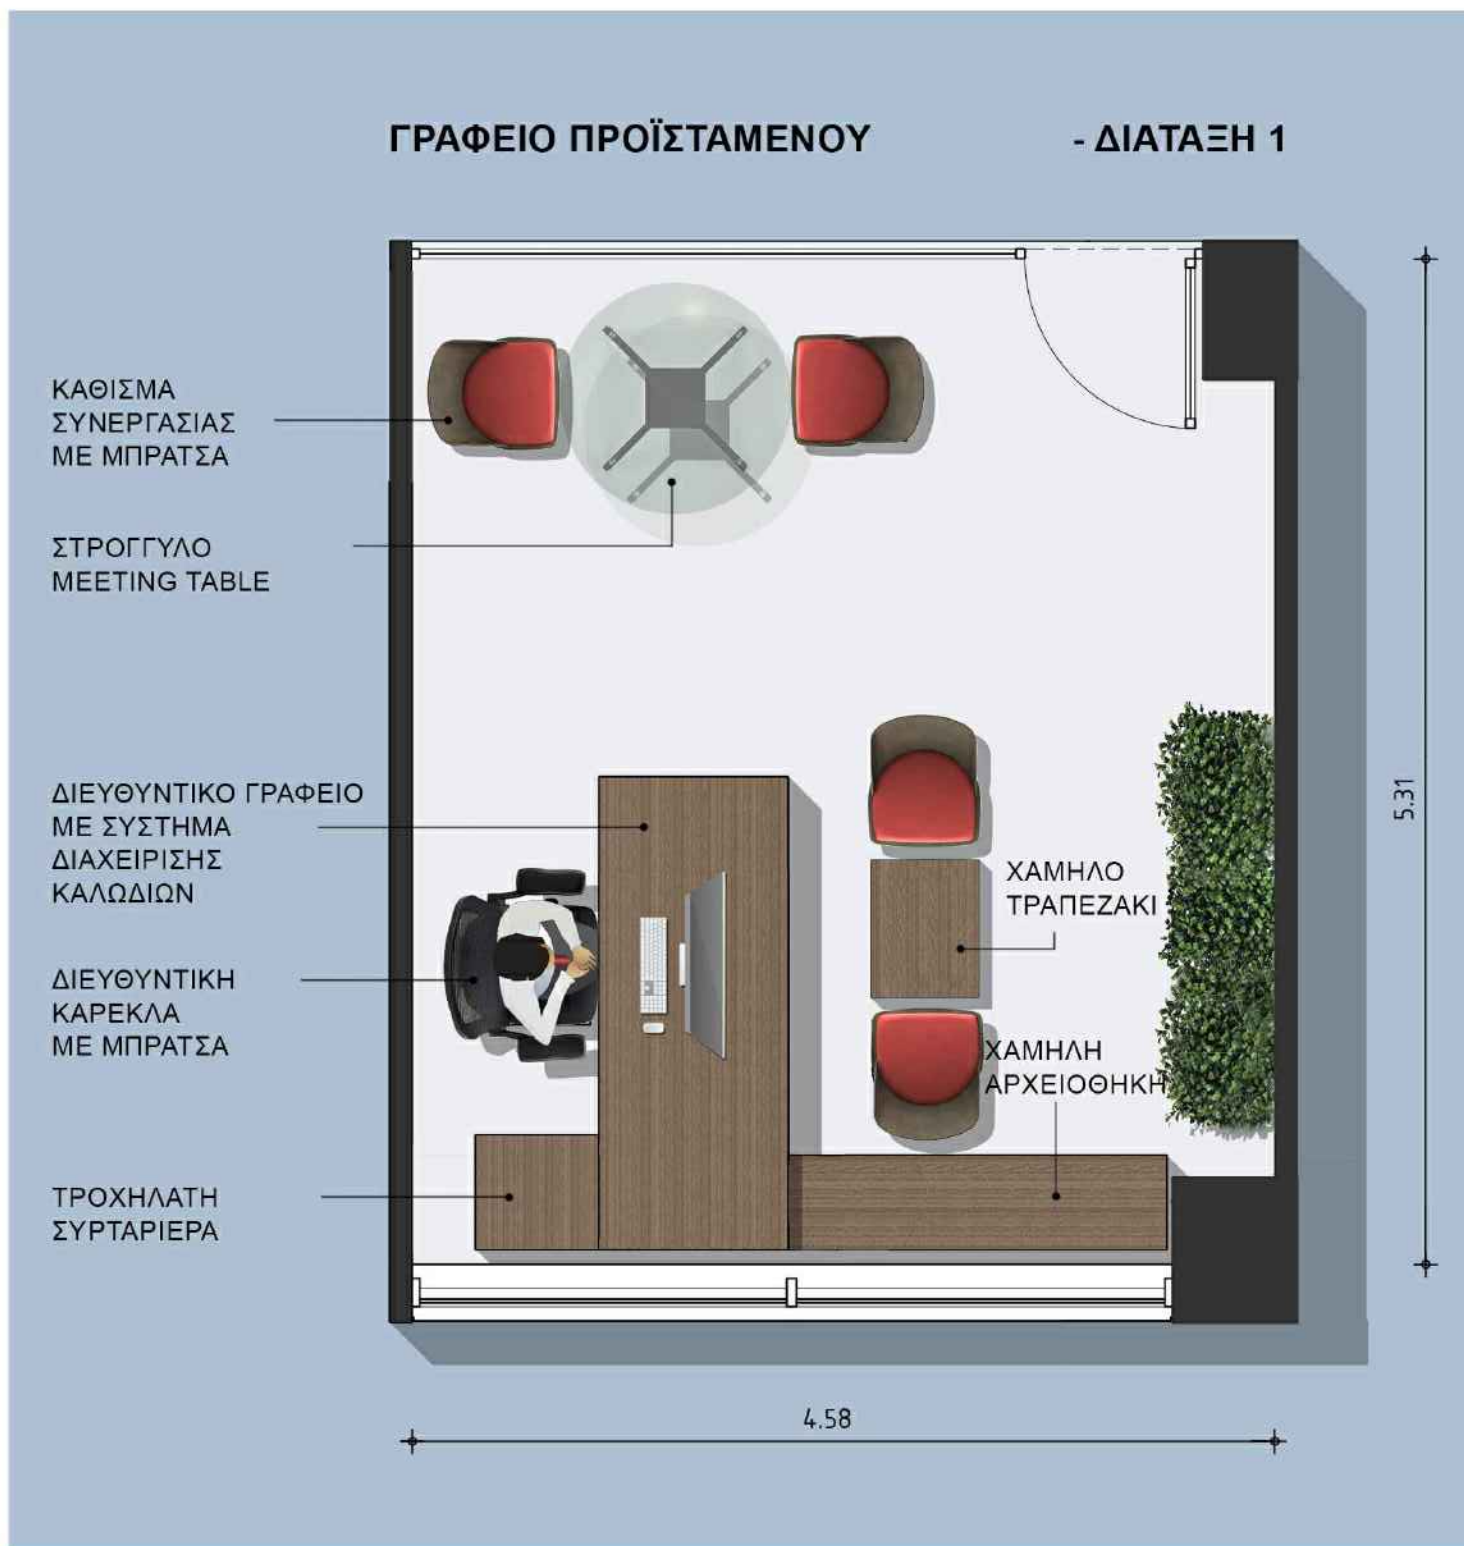 ΓΡΑΦΕΙΟ ΠΡΟΪΣΤΑΜΕΝΟΥ - ΔΙΑΤΑΞΗ 1
ΚΑΘΙΣΜΑ
ΣΥΝΕΡΓΑΣΙΑΣ
ΜΕ ΜΠΡΑΤΣΑ
ΣΤΡΟΓΓΥΛΟ
MEETING TABLE
ΔΙΕΥΘΥΝΤΙΚΟ ΓΡΑΦΕΙΟ
ΜΕ ΣΥΣΤΗΜΑ
ΔΙΑΧΕΙΡΙΣΗΣ
ΚΑΛΩΔΙΩΝ
ΔΙΕΥΘΥΝΤΙΚΗ
ΚΑΡΕΚΛΑ
ΜΕ ΜΠΡΑΤΣΑ
ΤΡΟΧΗΛΑΤΗ
ΣΥΡΤΑΡΙΕΡΑ
ΧΑΜΗΛΟ
ΤΡΑΠΕΖΑΚΙ
ΧΑΜΗΛΗ
ΑΡΧΕΙΟΘΗΚΗ
5.31
4.58